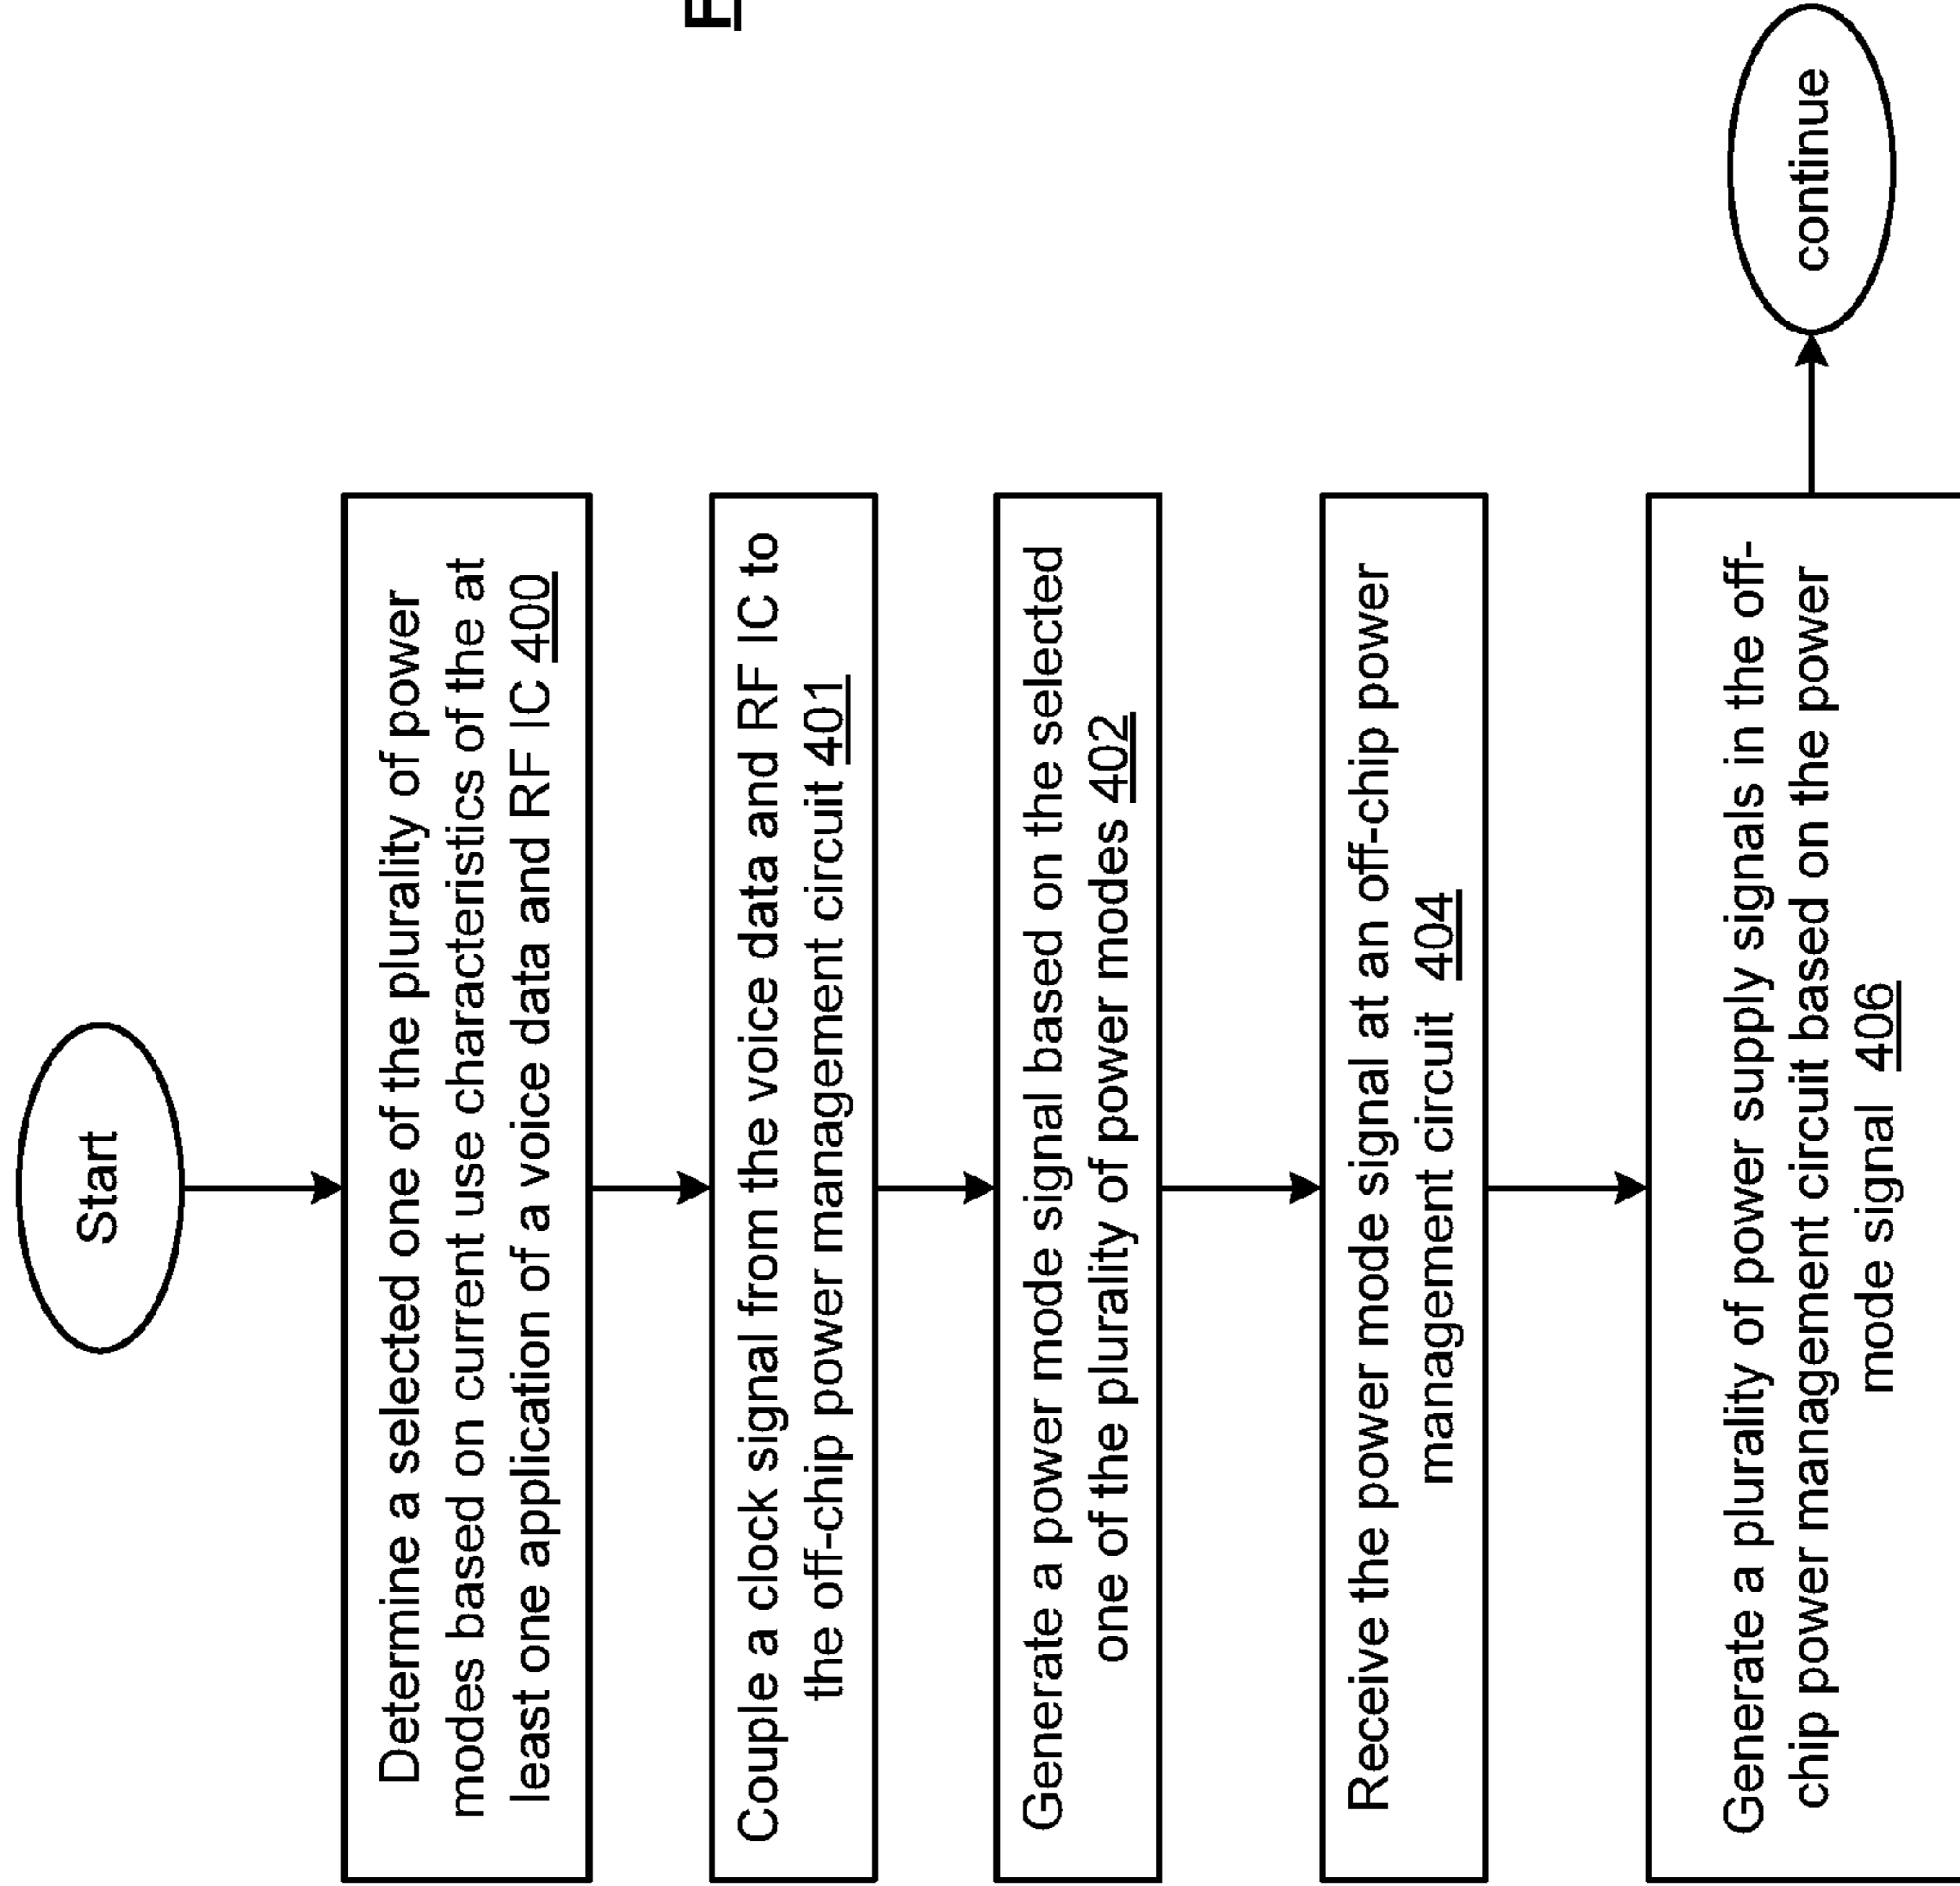 Start
Determine a selected one of the plurality of power
modes based on current use characteristics of the at
least one application of a voice data and RF IC 400
Couple a clock signal from the voice data and RF IC to
the off-chip power management circuit 401
Generate a power mode signal based on the selected
one of the plurality of power modes 402
Receive the power mode signal at an off-chip power
management circuit 404
Generate a plurality of power supply signals in the off-
chip power management circuit based on the power
mode signal 406
continue